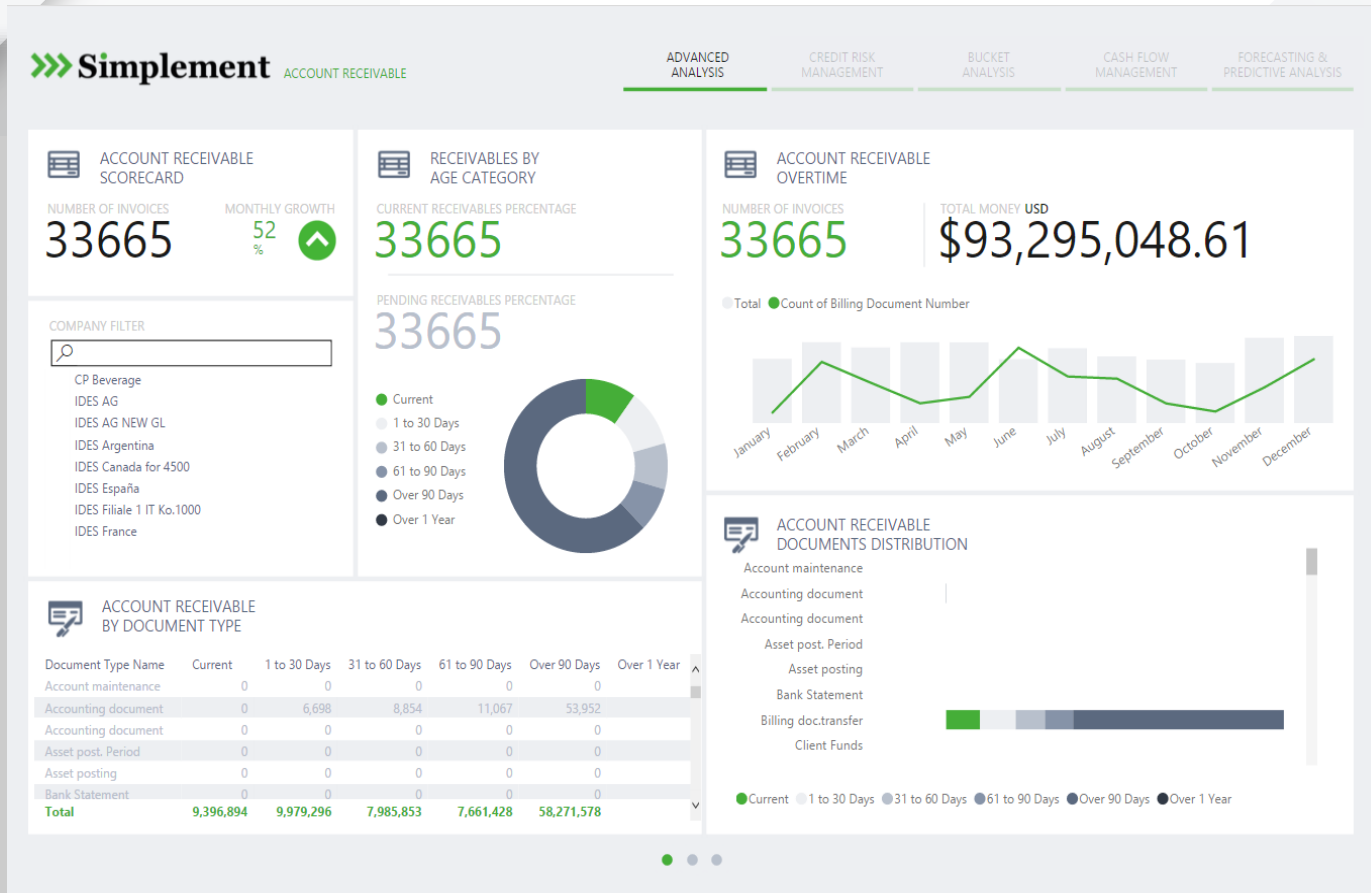 Simplement ACCOUNT RECEIVABLE
ADVANCED
ANALYSIS
CREDIT RISK
MANAGEMENT
BUCKET
ANALYSIS
CASH FLOW
MANAGEMENT
FORECASTING &
PREDICTIVE ANALYSIS
ACCOUNT RECEIVABLE
SCORECARD
NUMBER OF INVOICES
33665
MONTHLY GROWTH
52
%
COMPANY FILTER
CP Beverage
IDES AG
IDES AG NEW GL
IDES Argentina
IDES Canada for 4500
IDES España
IDES Filiale 1 IT Ko.1000
IDES France
RECEIVABLES BY
AGE CATEGORY
CURRENT RECEIVABLES PERCENTAGE
33665
PENDING RECEIVABLES PERCENTAGE
33665
Current
1 to 30 Days
31 to 60 Days
61 to 90 Days
Over 90 Days
Over 1 Year
ACCOUNT RECEIVABLE
OVERTIME
NUMBER OF INVOICES
33665
TOTAL MONEY USD
$93,295,048.61
Total Count of Billing Document Number
January February March April May June July August September October November December
ACCOUNT RECEIVABLE
BY DOCUMENT TYPE
Document Type Name Current 1 to 30 Days 31 to 60 Days 61 to 90 Days Over 90 Days Over 1 Year
Account maintenance 0 0 0 0 0
Accounting document 0 6,698 8,854 11,067 53,952
Accounting document 0 0 0 0 0
Asset post. Period 0 0 0 0 0
Asset posting 0 0 0 0 0
Bank Statement 0 0 0 0 0
Total 9,396,894 9,979,296 7,985,853 7,661,428 58,271,578
ACCOUNT RECEIVABLE
DOCUMENTS DISTRIBUTION
Account maintenance
Accounting document
Accounting document
Asset post. Period
Asset posting
Bank Statement
Billing doc.transfer
Client Funds
Current 1 to 30 Days 31 to 60 Days 61 to 90 Days Over 90 Days Over 1 Year